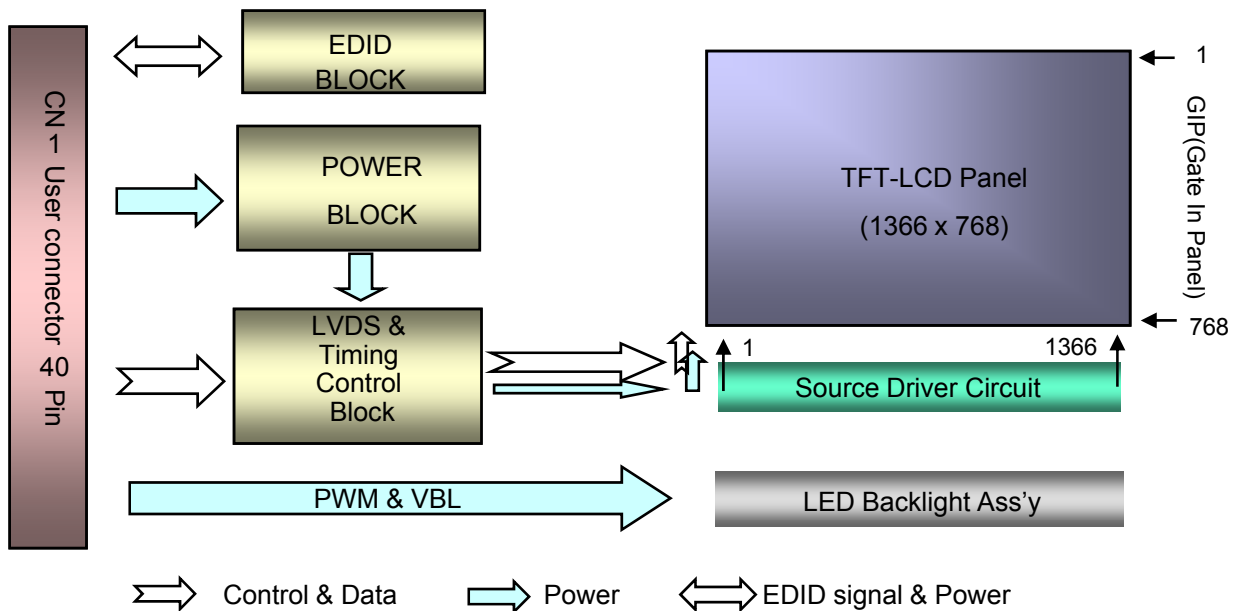 CN 1 User connector 40 Pin
EDID
BLOCK
POWER
BLOCK
LVDS &
Timing
Control
Block
TFT-LCD Panel
(1366 x 768)
1
GIP(Gate In Panel)
768
1
1366
Source Driver Circuit
PWM & VBL
LED Backlight Ass’y
Control & Data
Power
EDID signal & Power